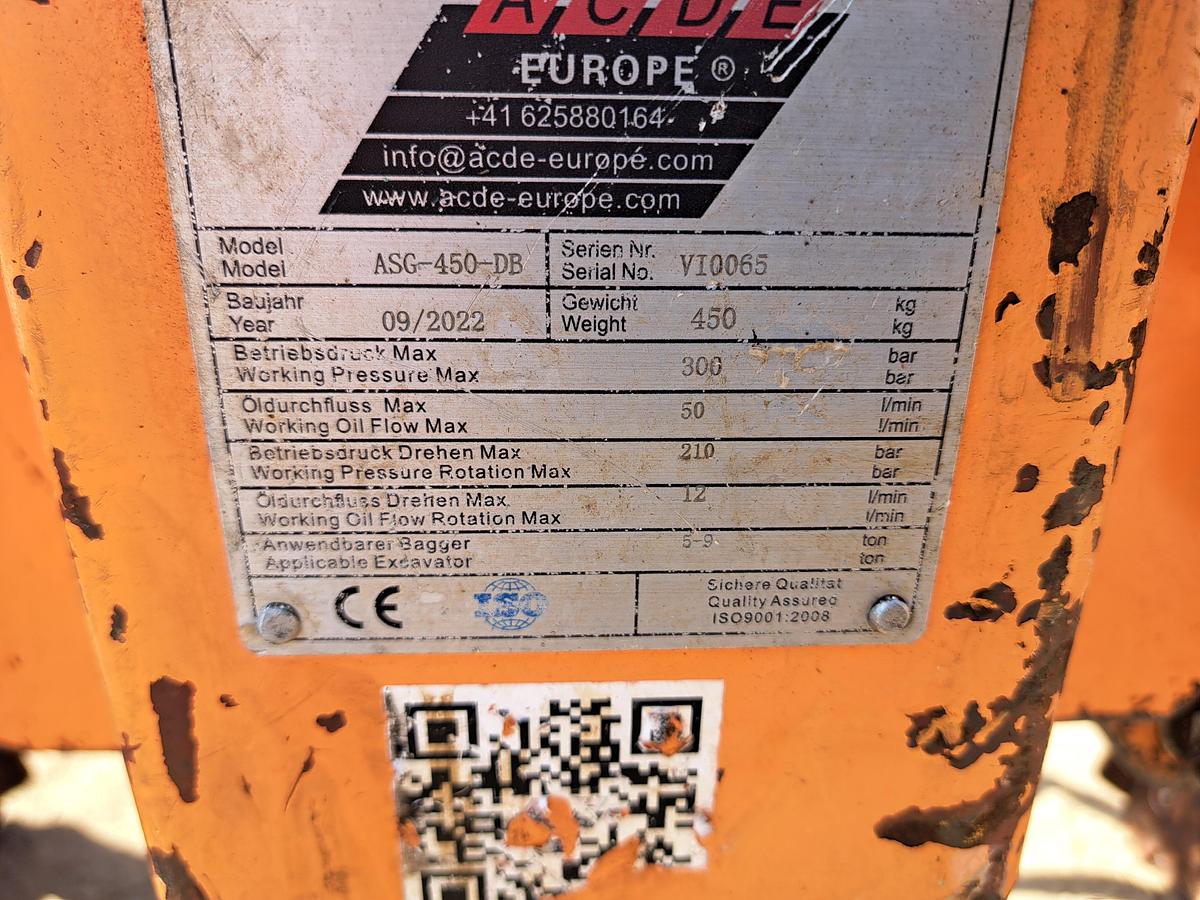 ACDE
EUROPE ®
+41 625880164
info@acde-europe.com
www.acde-europe.com
Model
Model ASG-450-DB
Serien Nr.
Serial No. VI0065
Baujahr
Year 09/2022
Gewicht kg
Weight 450 kg
Betriebsdruck Max bar
Working Pressure Max 300 bar
Öldurchfluss Max 50 l/min
Working Oil Flow Max l/min
Betriebsdruck Drehen Max 210 bar
Working Pressure Rotation Max bar
Öldurchfluss Drehen Max 12 l/min
Working Oil Flow Rotation Max l/min
Anwendbarer Bagger 5-9 ton
Applicable Excavator ton
CE
ISO
Sichere Qualitat
Quality Assured
ISO9001:2008